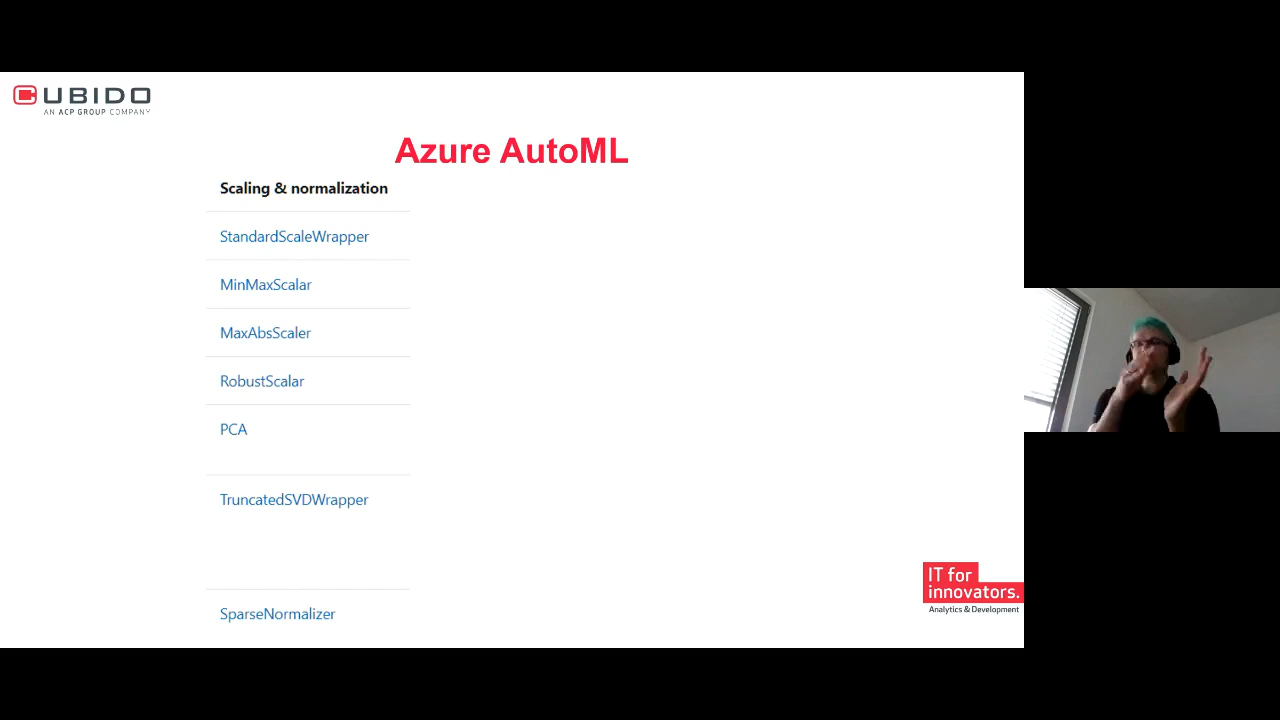 CUBIDO
AN ACP GROUP COMPANY
Azure AutoML
Scaling & normalization
StandardScaleWrapper
MinMaxScalar
MaxAbsScaler
RobustScalar
PCA
TruncatedSVDWrapper
SparseNormalizer
IT for
innovators.
Analytics & Development